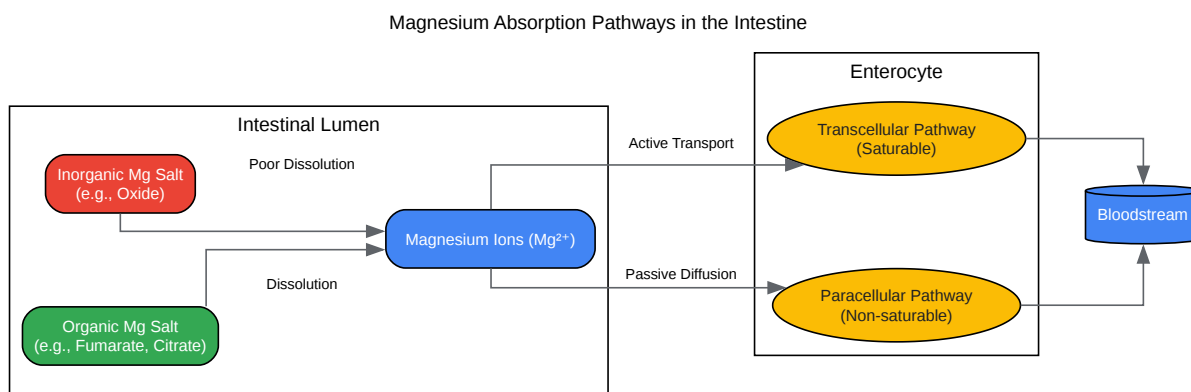 Magnesium Absorption Pathways in the Intestine
Intestinal Lumen
Poor Dissolution
Inorganic Mg Salt
(e.g., Oxide)
Magnesium Ions (Mg²⁺)
Dissolution
Organic Mg Salt
(e.g., Fumarate, Citrate)
Active Transport
Passive Diffusion
Enterocyte
Transcellular Pathway
(Saturable)
Paracellular Pathway
(Non-saturable)
Bloodstream